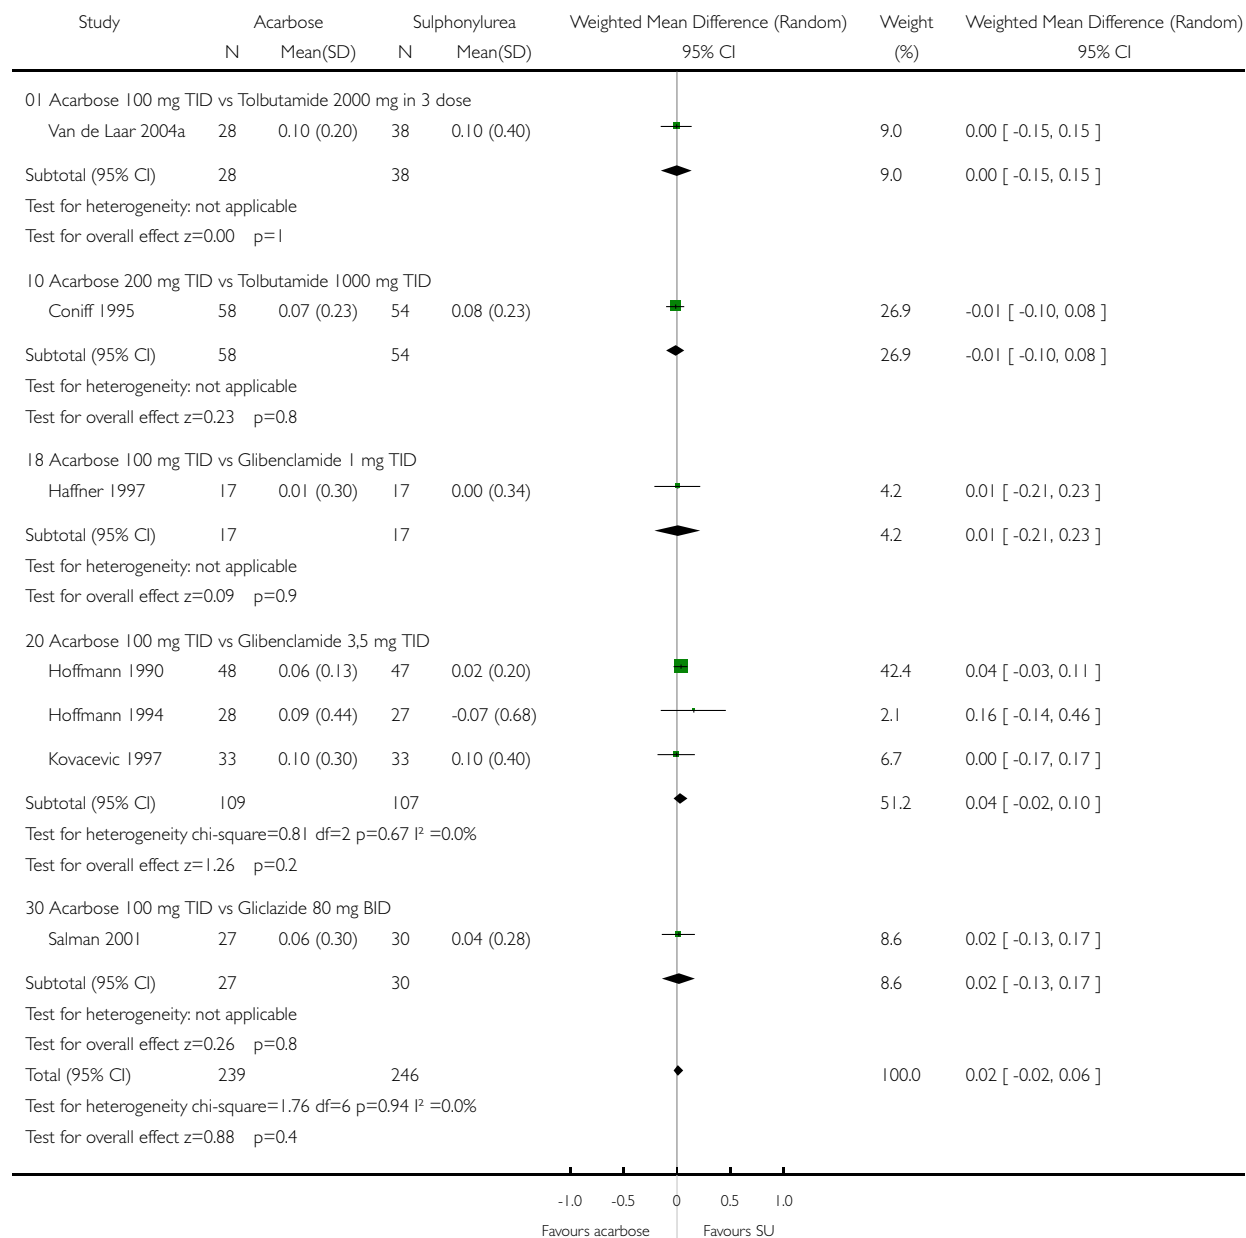 Study Acarbose Sulphonylurea Weighted Mean Difference (Random) Weight Weighted Mean Difference (Random)
N Mean(SD) N Mean(SD) 95% CI (%) 95% CI
01 Acarbose 100 mg TID vs Tolbutamide 2000 mg in 3 dose
Van de Laar 2004a 28 0.10 (0.20) 38 0.10 (0.40) 9.0 0.00 [ -0.15, 0.15 ]
Subtotal (95% CI) 28 38 9.0 0.00 [ -0.15, 0.15 ]
Test for heterogeneity: not applicable
Test for overall effect z=0.00 p=1
10 Acarbose 200 mg TID vs Tolbutamide 1000 mg TID
Coniff 1995 58 0.07 (0.23) 54 0.08 (0.23) 26.9 -0.01 [ -0.10, 0.08 ]
Subtotal (95% CI) 58 54 26.9 -0.01 [ -0.10, 0.08 ]
Test for heterogeneity: not applicable
Test for overall effect z=0.23 p=0.8
18 Acarbose 100 mg TID vs Glibenclamide 1 mg TID
Haffner 1997 17 0.01 (0.30) 17 0.00 (0.34) 4.2 0.01 [ -0.21, 0.23 ]
Subtotal (95% CI) 17 17 4.2 0.01 [ -0.21, 0.23 ]
Test for heterogeneity: not applicable
Test for overall effect z=0.09 p=0.9
20 Acarbose 100 mg TID vs Glibenclamide 3,5 mg TID
Hoffmann 1990 48 0.06 (0.13) 47 0.02 (0.20) 42.4 0.04 [ -0.03, 0.11 ]
Hoffmann 1994 28 0.09 (0.44) 27 -0.07 (0.68) 2.1 0.16 [ -0.14, 0.46 ]
Kovacevic 1997 33 0.10 (0.30) 33 0.10 (0.40) 6.7 0.00 [ -0.17, 0.17 ]
Subtotal (95% CI) 109 107 51.2 0.04 [ -0.02, 0.10 ]
Test for heterogeneity chi-square=0.81 df=2 p=0.67 I² =0.0%
Test for overall effect z=1.26 p=0.2
30 Acarbose 100 mg TID vs Gliclazide 80 mg BID
Salman 2001 27 0.06 (0.30) 30 0.04 (0.28) 8.6 0.02 [ -0.13, 0.17 ]
Subtotal (95% CI) 27 30 8.6 0.02 [ -0.13, 0.17 ]
Test for heterogeneity: not applicable
Test for overall effect z=0.26 p=0.8
Total (95% CI) 239 246 100.0 0.02 [ -0.02, 0.06 ]
Test for heterogeneity chi-square=1.76 df=6 p=0.94 I² =0.0%
Test for overall effect z=0.88 p=0.4
-1.0 -0.5 0 0.5 1.0
Favours acarbose Favours SU